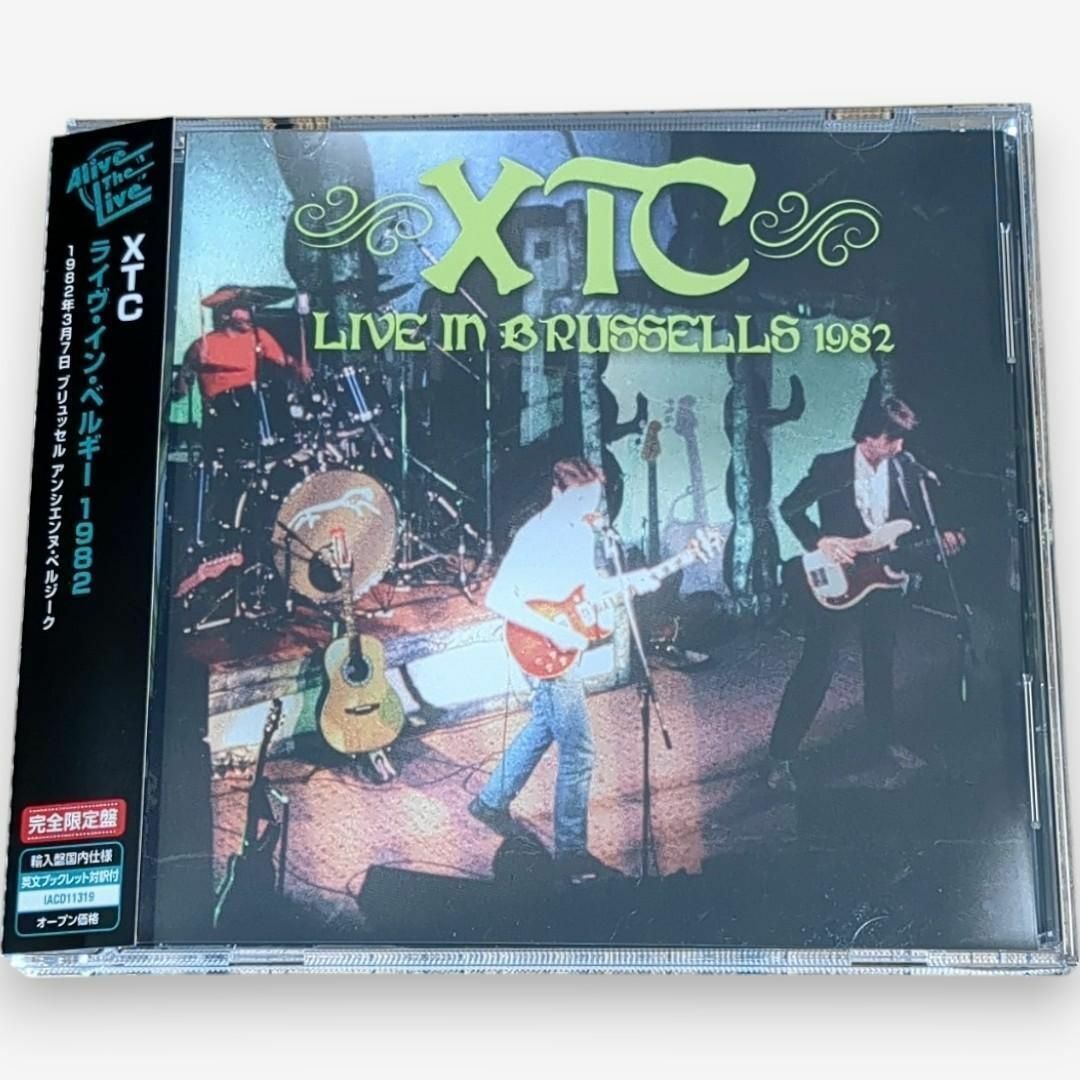 Alive
The
Live
XTC
ライヴ・イン・ベルギー 1982
1982年3月7日 ブリュッセル アンシエンヌ・ベルジーク
完全限定盤
輸入盤国内仕様
英文ブックレット対訳付
IACD11319
オープン価格
XTC
LIVE IN BRUSSELLS 1982